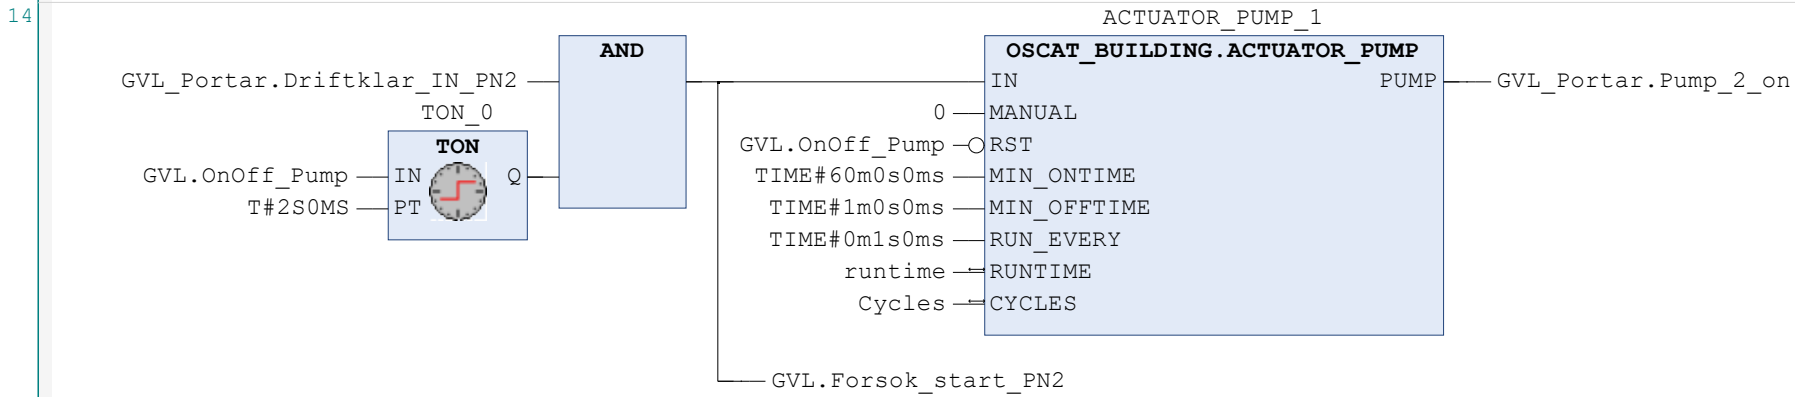 14
ACTUATOR_PUMP_1
AND
OSCAT_BUILDING.ACTUATOR_PUMP
GVL_Portar.Driftklar_IN_PN2
IN
PUMP
GVL_Portar.Pump_2_on
TON_0
0
MANUAL
TON
GVL.OnOff_Pump
RST
GVL.OnOff_Pump
IN
Q
TIME#60m0s0ms
MIN_ONTIME
T#2S0MS
PT
TIME#1m0s0ms
MIN_OFFTIME
TIME#0m1s0ms
RUN_EVERY
runtime
RUNTIME
Cycles
CYCLES
GVL.Forsok_start_PN2